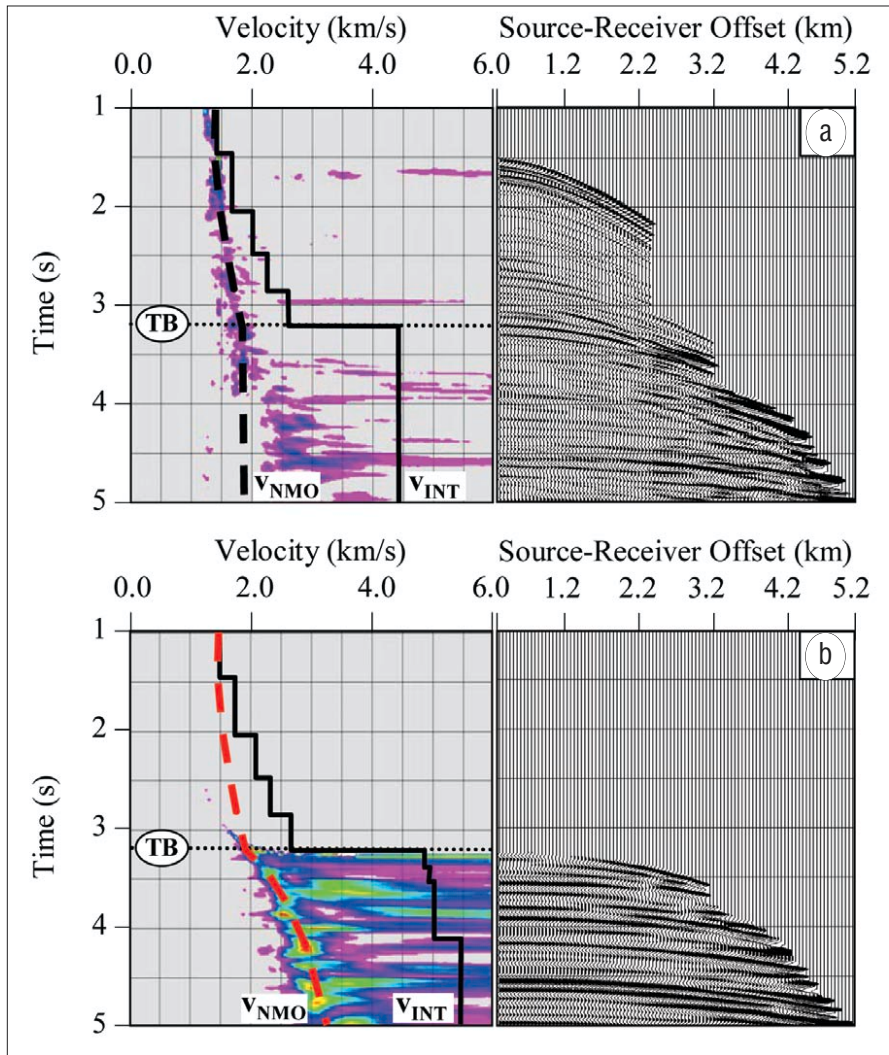 Velocity (km/s) Source-Receiver Offset (km)
0.0 2.0 4.0 6.0 1.2 2.2 3.2 4.2 5.2
1
a
2
Time (s)
3
TB
4
vNMO vINT
5
Velocity (km/s) Source-Receiver Offset (km)
0.0 2.0 4.0 6.0 1.2 2.2 3.2 4.2 5.2
1
b
2
Time (s)
3
TB
4
vNMO vINT
5